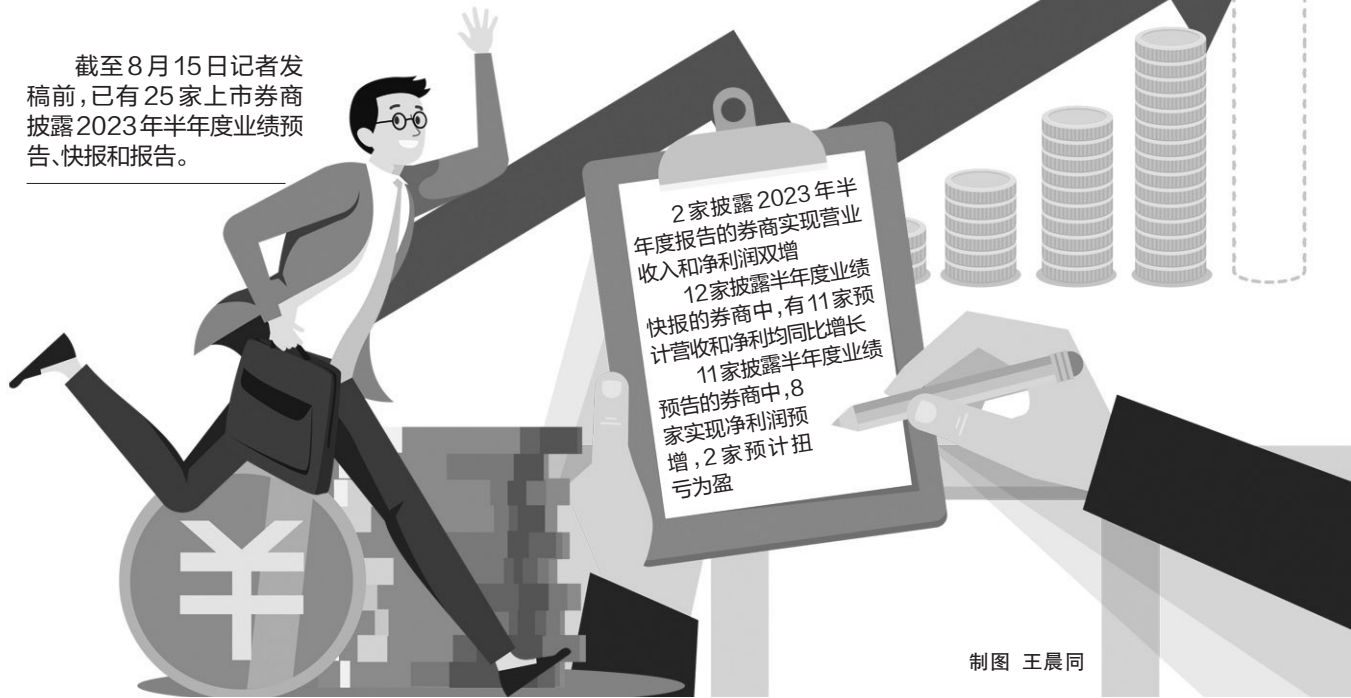 截至8月15日记者发
稿前,已有25家上市券商
披露2023年半年度业绩预
告、快报和报告。
2家披露2023年半
年度报告的券商实现营业
收入和净利润双增
12家披露半年度业绩
快报的券商中,有11家预
计营收和净利均同比增长
11家披露半年度业绩
预告的券商中,8
家实现净利润预
增,2家预计扭
亏为盈
¥
制图 王晨同